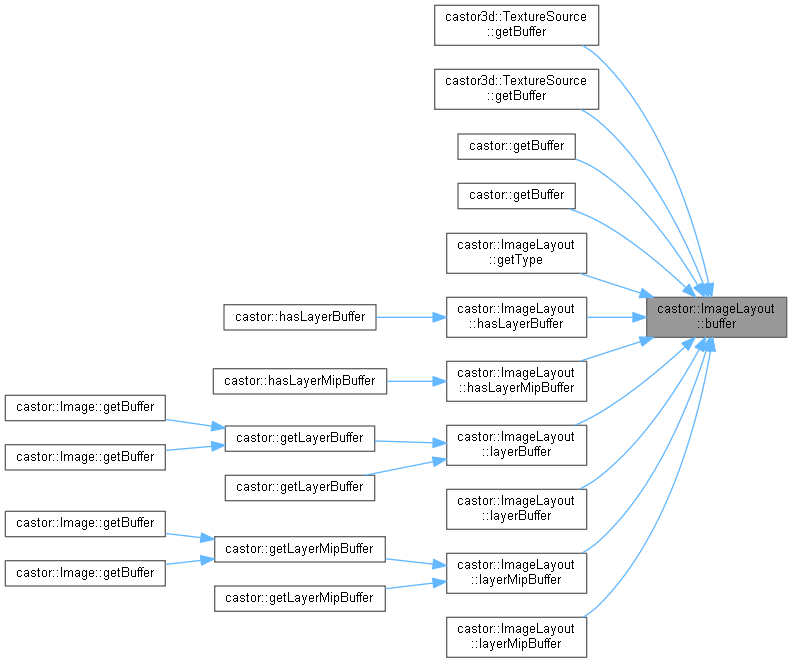 castor3d::TextureSource
::getBuffer
castor3d::TextureSource
::getBuffer
castor::getBuffer
castor::getBuffer
castor::ImageLayout
::getType
castor::ImageLayout
::buffer
castor::hasLayerBuffer
castor::ImageLayout
::hasLayerBuffer
castor::hasLayerMipBuffer
castor::ImageLayout
::hasLayerMipBuffer
castor::Image::getBuffer
castor::Image::getBuffer
castor::getLayerBuffer
castor::getLayerBuffer
castor::ImageLayout
::layerBuffer
castor::ImageLayout
::layerBuffer
castor::Image::getBuffer
castor::Image::getBuffer
castor::getLayerMipBuffer
castor::getLayerMipBuffer
castor::ImageLayout
::layerMipBuffer
castor::ImageLayout
::layerMipBuffer